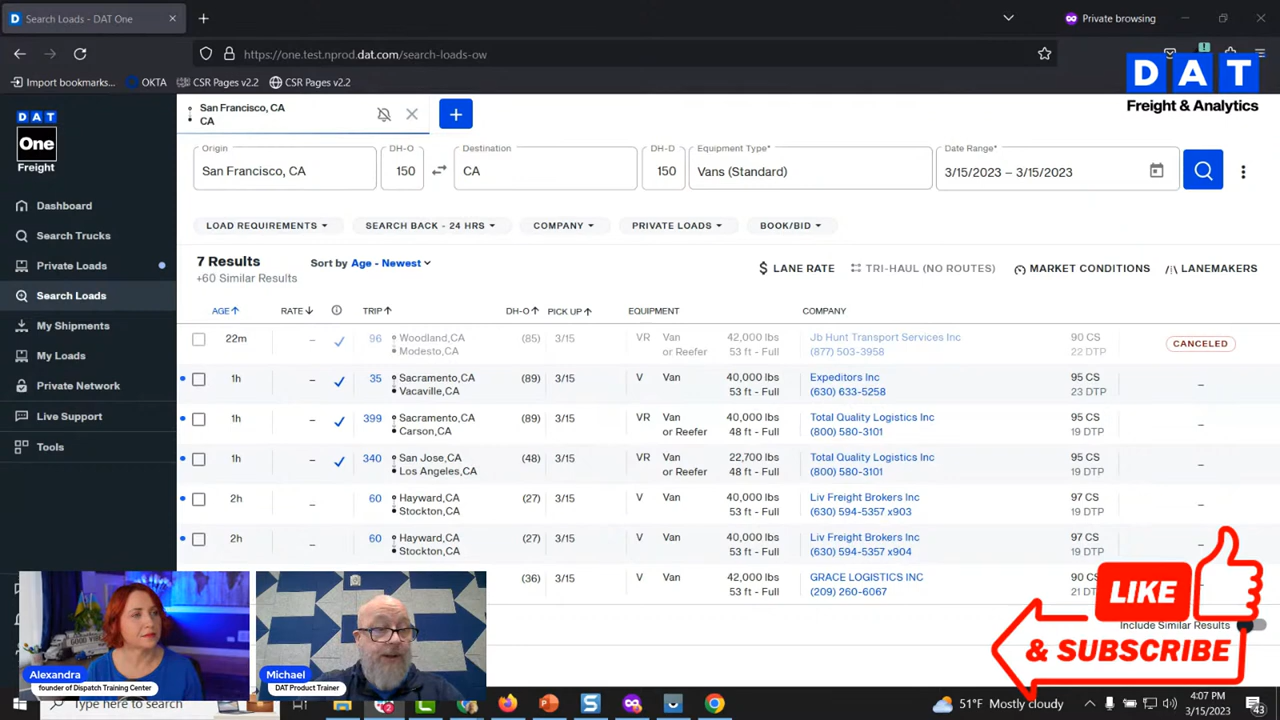 Search Loads - DAT One
Private browsing
https://one.test.nprod.dat.com/search-loads-ow
Import bookmarks...
OKTA
CSR Pages v2.2
CSR Pages v2.2
DAT
Freight & Analytics
DAT
One
Freight
Dashboard
Search Trucks
Private Loads
Search Loads
My Shipments
My Loads
Private Network
Live Support
Tools
San Francisco, CA
CA
Origin
San Francisco, CA
DH-O
150
Destination
CA
DH-D
150
Equipment Type*
Vans (Standard)
Date Range*
3/15/2023 – 3/15/2023
LOAD REQUIREMENTS
SEARCH BACK - 24 HRS
COMPANY
PRIVATE LOADS
BOOK/BID
7 Results
+60 Similar Results
Sort by Age - Newest
$ LANE RATE
TRI-HAUL (NO ROUTES)
MARKET CONDITIONS
LANEMAKERS
AGE RATE TRIP DH-O PICK UP EQUIPMENT COMPANY
22m – 96 Woodland,CA (85) 3/15 VR Van 42,000 lbs Jb Hunt Transport Services Inc 90 CS CANCELED
Modesto,CA or Reefer 53 ft - Full (877) 503-3958 22 DTP
1h – 35 Sacramento,CA (89) 3/15 V Van 40,000 lbs Expeditors Inc 95 CS –
Vacaville,CA 53 ft - Full (630) 633-5258 23 DTP
1h – 399 Sacramento,CA (89) 3/15 VR Van 40,000 lbs Total Quality Logistics Inc 95 CS –
Carson,CA or Reefer 48 ft - Full (800) 580-3101 19 DTP
1h – 340 San Jose,CA (48) 3/15 VR Van 22,700 lbs Total Quality Logistics Inc 95 CS –
Los Angeles,CA or Reefer 48 ft - Full (800) 580-3101 19 DTP
2h – 60 Hayward,CA (27) 3/15 V Van 40,000 lbs Liv Freight Brokers Inc 97 CS –
Stockton,CA 53 ft - Full (630) 594-5357 x903 19 DTP
2h – 60 Hayward,CA (27) 3/15 V Van 40,000 lbs Liv Freight Brokers Inc 97 CS –
Stockton,CA 53 ft - Full (630) 594-5357 x904 19 DTP
(36) 3/15 V Van 42,000 lbs GRACE LOGISTICS INC 90 CS
53 ft - Full (209) 260-6067 21 DTP
Include Similar Results
LIKE
& SUBSCRIBE
Alexandra
founder of Dispatch Training Center
Michael
DAT Product Trainer
Type here to search
51°F Mostly cloudy
4:07 PM
3/15/2023
43